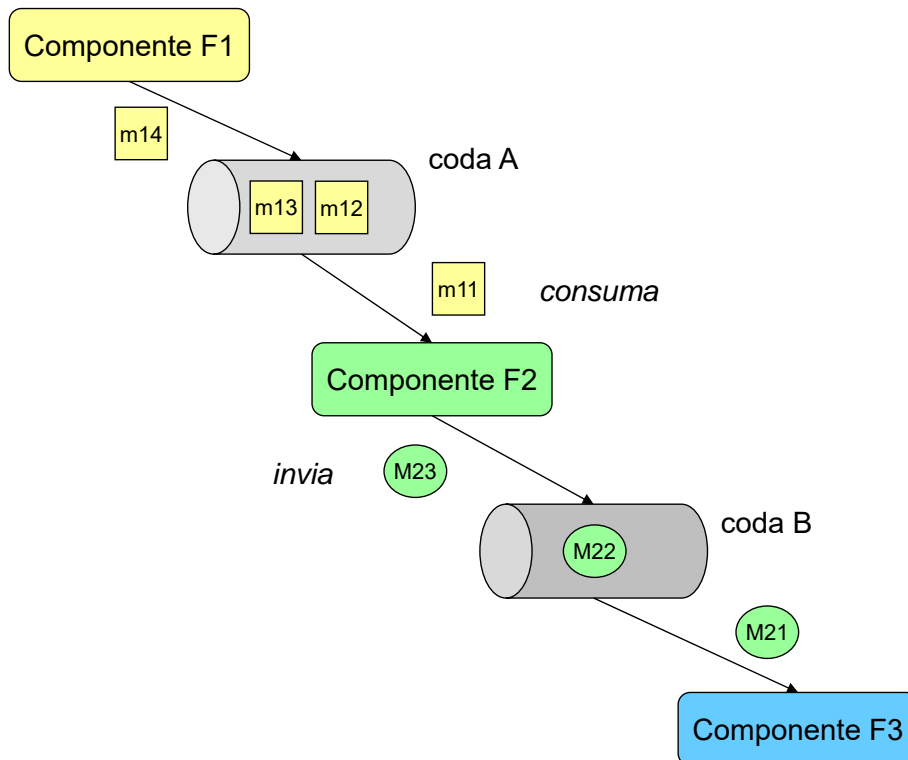 Componente F1
m14
coda A
m13 m12
m11
consuma
Componente F2
invia
M23
coda B
M22
M21
Componente F3